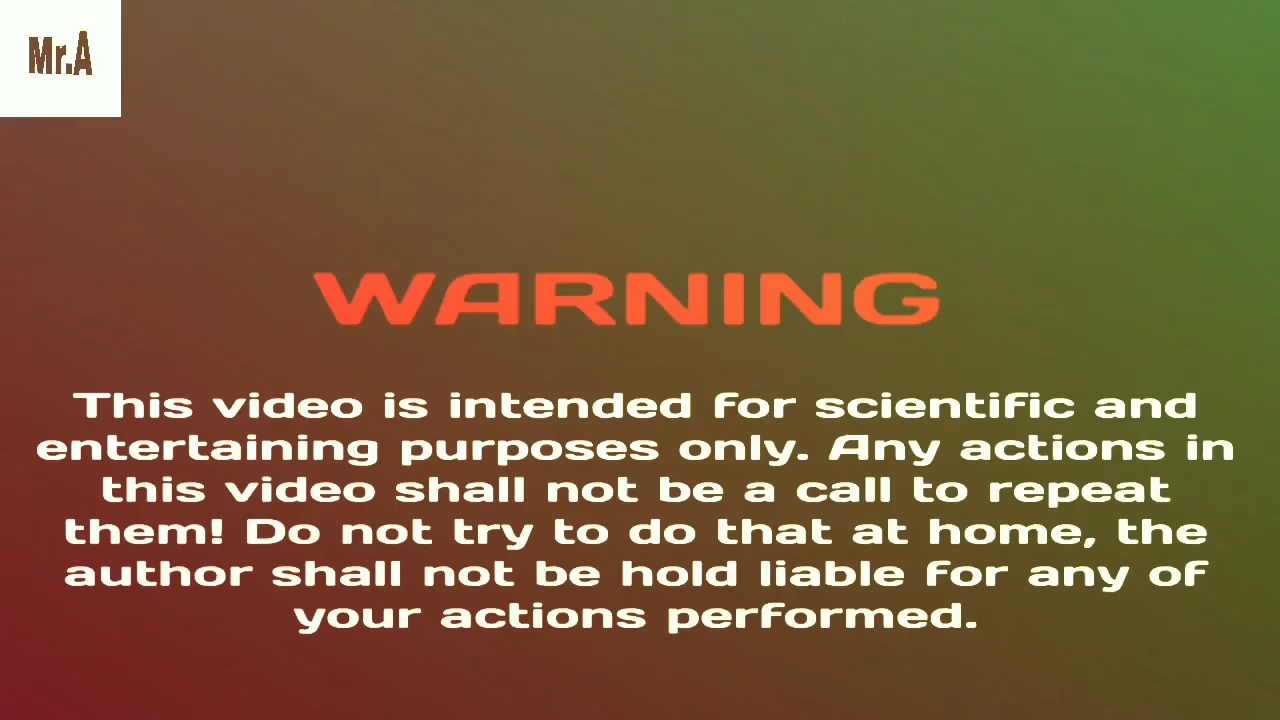 Mr.A
WARNING
This video is intended for scientific and
entertaining purposes only. Any actions in
this video shall not be a call to repeat
them! Do not try to do that at home, the
author shall not be hold liable for any of
your actions performed.